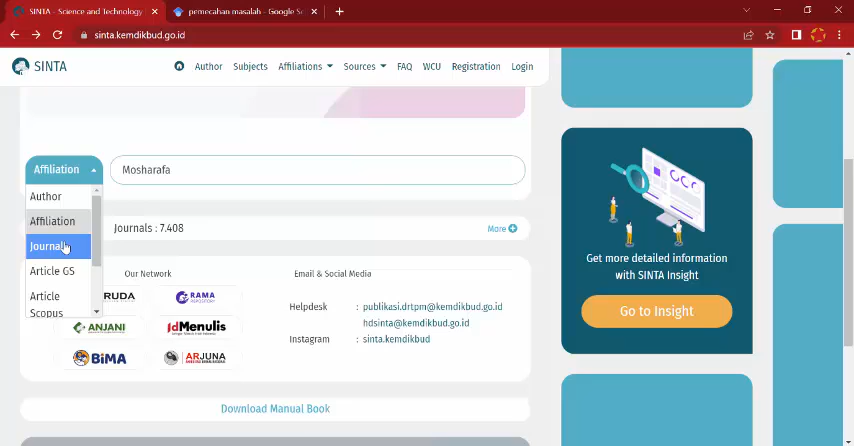 SINTA - Science and Technology
pemecahan masalah - Google Sc
sinta.kemdikbud.go.id
SINTA
Author
Subjects
Affiliations
Sources
FAQ
WCU
Registration
Login
Affiliation
Mosharafa
Author
Affiliation
Journals
Article GS
Article
Scopus
Journals : 7.408
More
Our Network
RUDA
RAMA
REPOSITORY
ANJANI
IdMenulis
BIMA
ARJUNA
Email & Social Media
Helpdesk : publikasi.drtpm@kemdikbud.go.id
hdsinta@kemdikbud.go.id
Instagram : sinta.kemdikbud
Get more detailed information
with SINTA Insight
Go to Insight
Download Manual Book